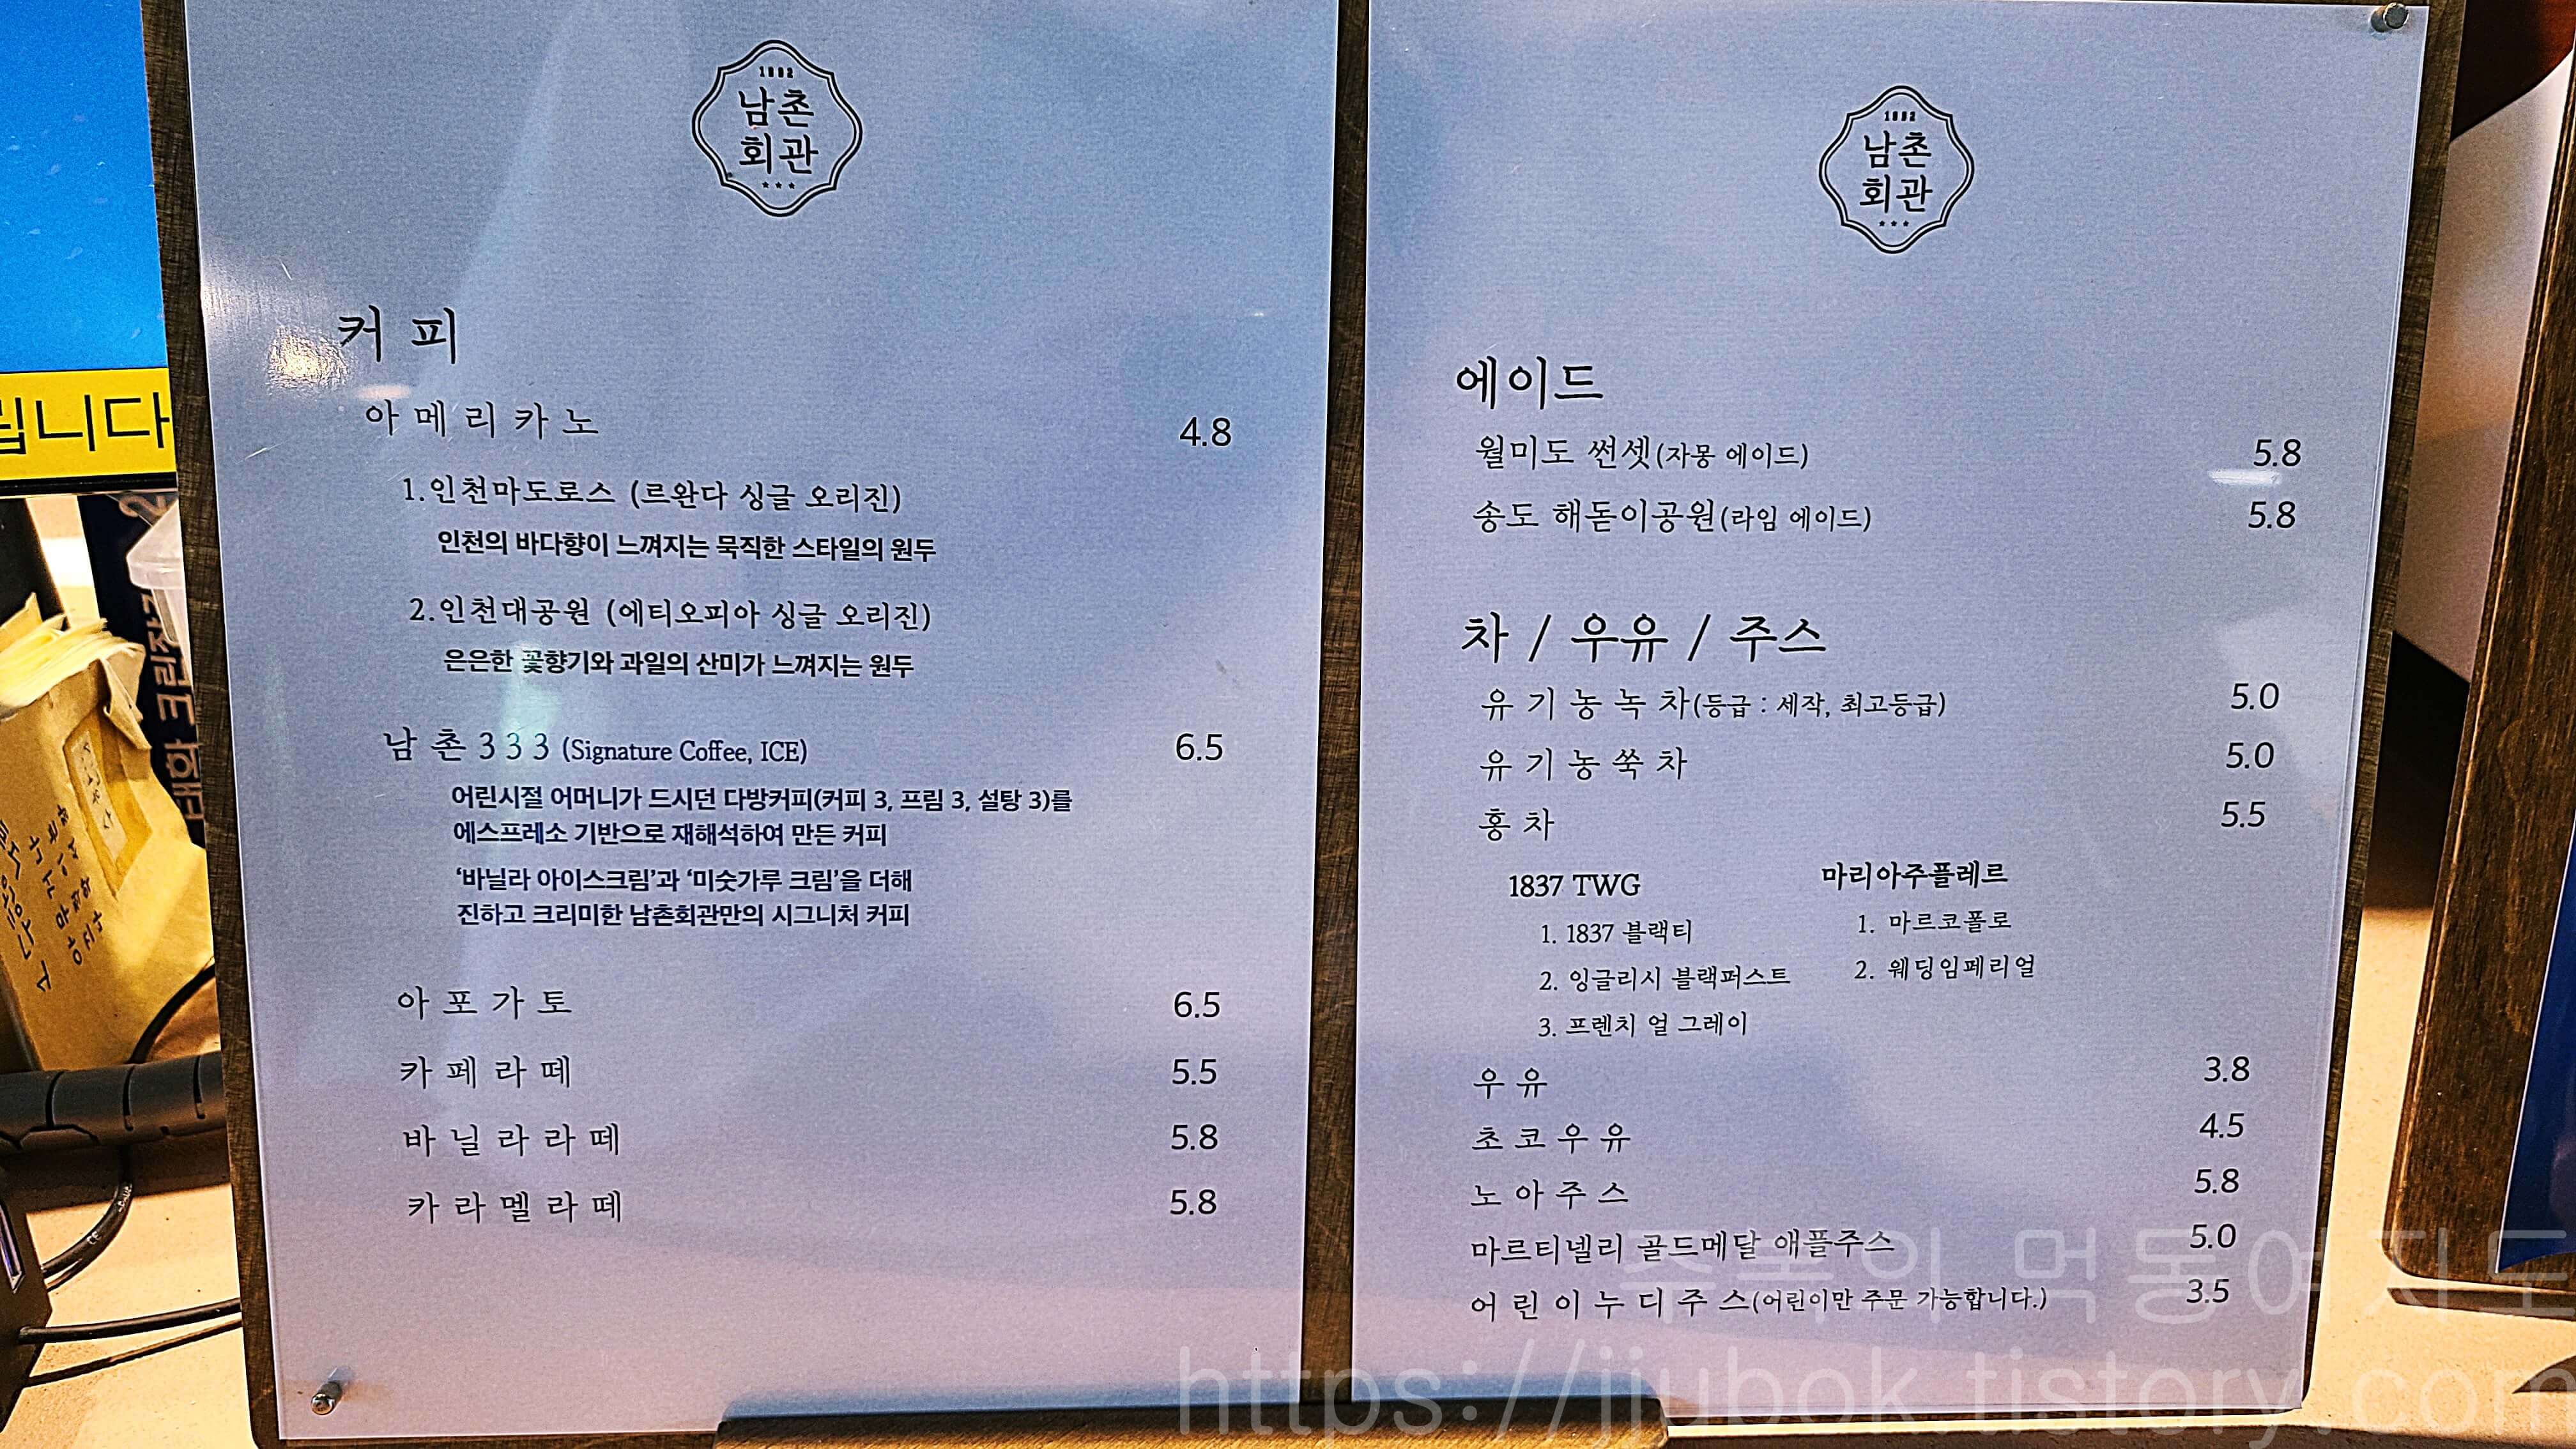 1892
남촌
회관
커피
아메리카노 4.8
1.인천마도로스 (르완다 싱글 오리진)
인천의 바다향이 느껴지는 묵직한 스타일의 원두
2.인천대공원 (에티오피아 싱글 오리진)
은은한 꽃향기와 과일의 산미가 느껴지는 원두
남촌333 (Signature Coffee, ICE) 6.5
어린시절 어머니가 드시던 다방커피(커피 3, 프림 3, 설탕 3)를
에스프레소 기반으로 재해석하여 만든 커피
‘바닐라 아이스크림’과 ‘미숫가루 크림’을 더해
진하고 크리미한 남촌회관만의 시그니처 커피
아포가토 6.5
카페라떼 5.5
바닐라라떼 5.8
카라멜라떼 5.8
1892
남촌
회관
에이드
월미도 썬셋(자몽 에이드) 5.8
송도 해돋이공원(라임 에이드) 5.8
차 / 우유 / 주스
유기농녹차(등급 : 세작, 최고등급) 5.0
유기농쑥차 5.0
홍차 5.5
1837 TWG
1. 1837 블랙티
2. 잉글리시 블랙퍼스트
3. 프렌치 얼 그레이
마리아주플레르
1. 마르코폴로
2. 웨딩임페리얼
우유 3.8
초코우유 4.5
노아주스 5.8
마르티넬리 골드메달 애플주스 5.0
어린이누디주스(어린이만 주문 가능합니다.) 3.5
립니다
주복의 먹동여지도
https://jjubok.tistory.com